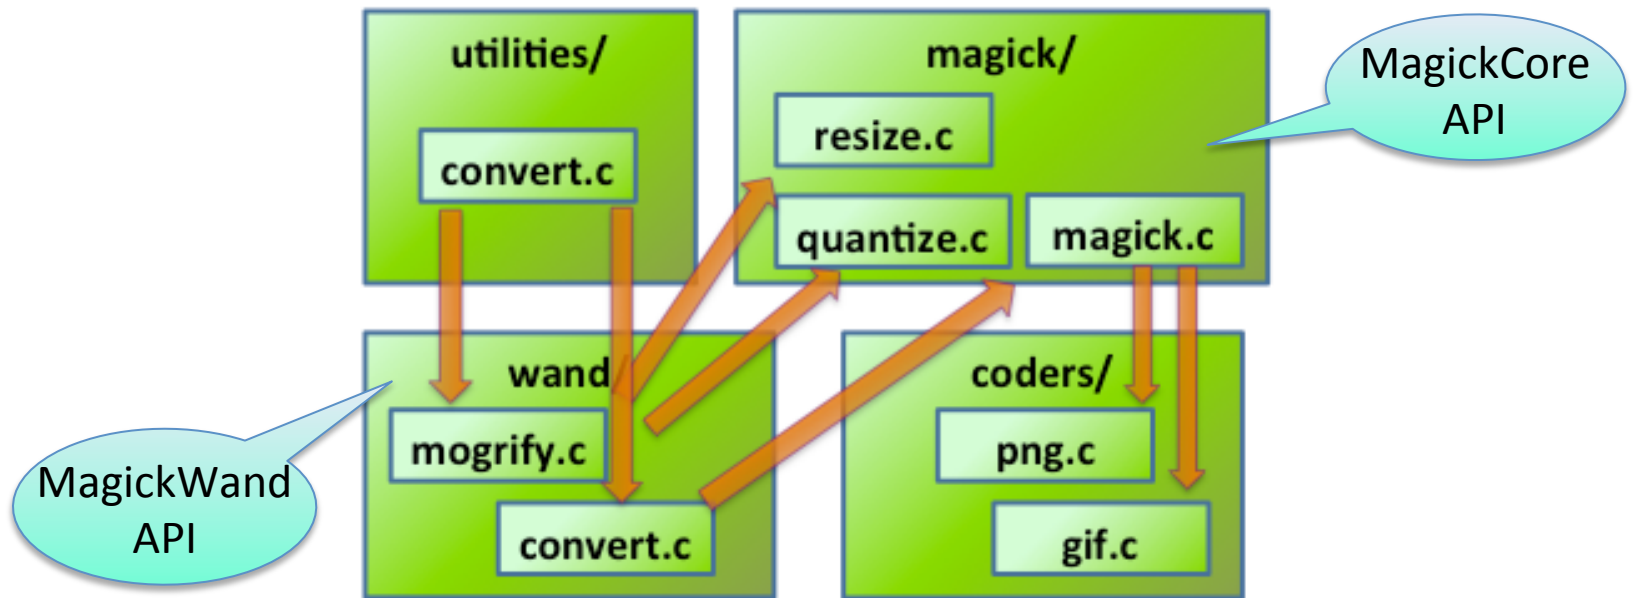 utilities/
convert.c
magick/
resize.c
quantize.c
magick.c
MagickCore
API
wand/
mogrify.c
convert.c
MagickWand
API
coders/
png.c
gif.c